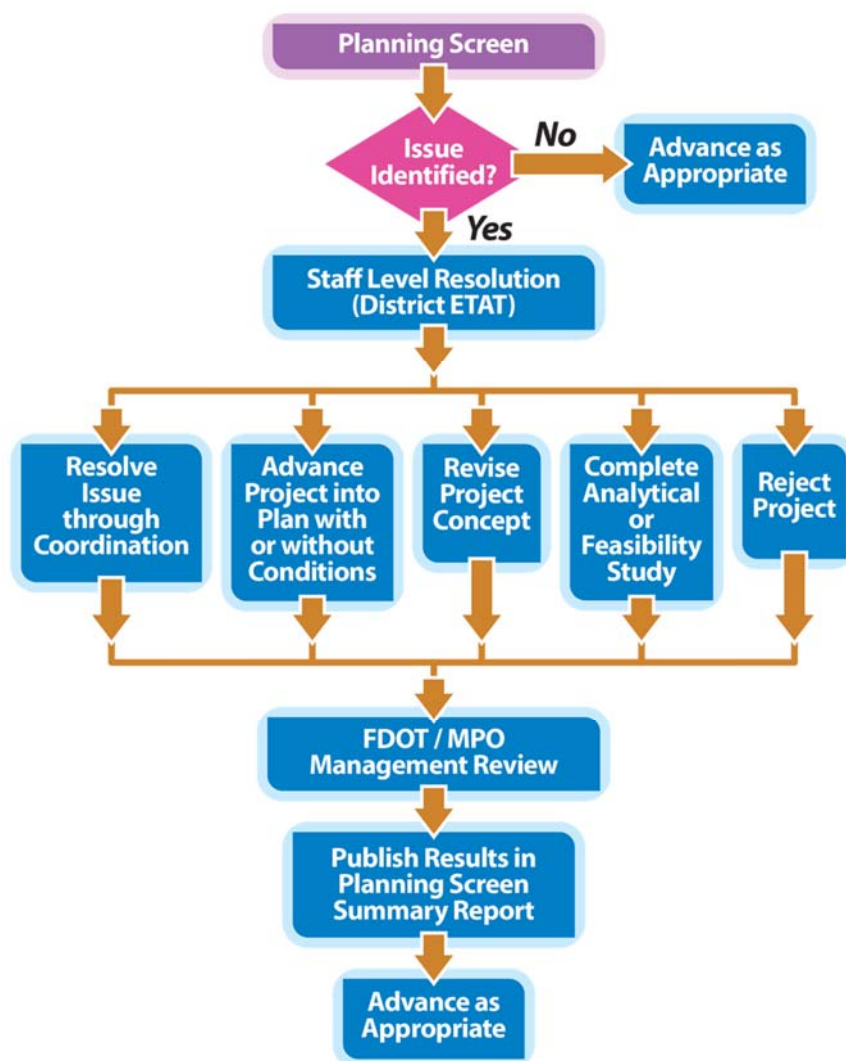 Planning Screen
Issue
Identified?
No
Advance as
Appropriate
Yes
Staff Level Resolution
(District ETAT)
Resolve
Issue
through
Coordination
Advance
Project into
Plan with
or without
Conditions
Revise
Project
Concept
Complete
Analytical
or
Feasibility
Study
Reject
Project
FDOT / MPO
Management Review
Publish Results in
Planning Screen
Summary Report
Advance as
Appropriate